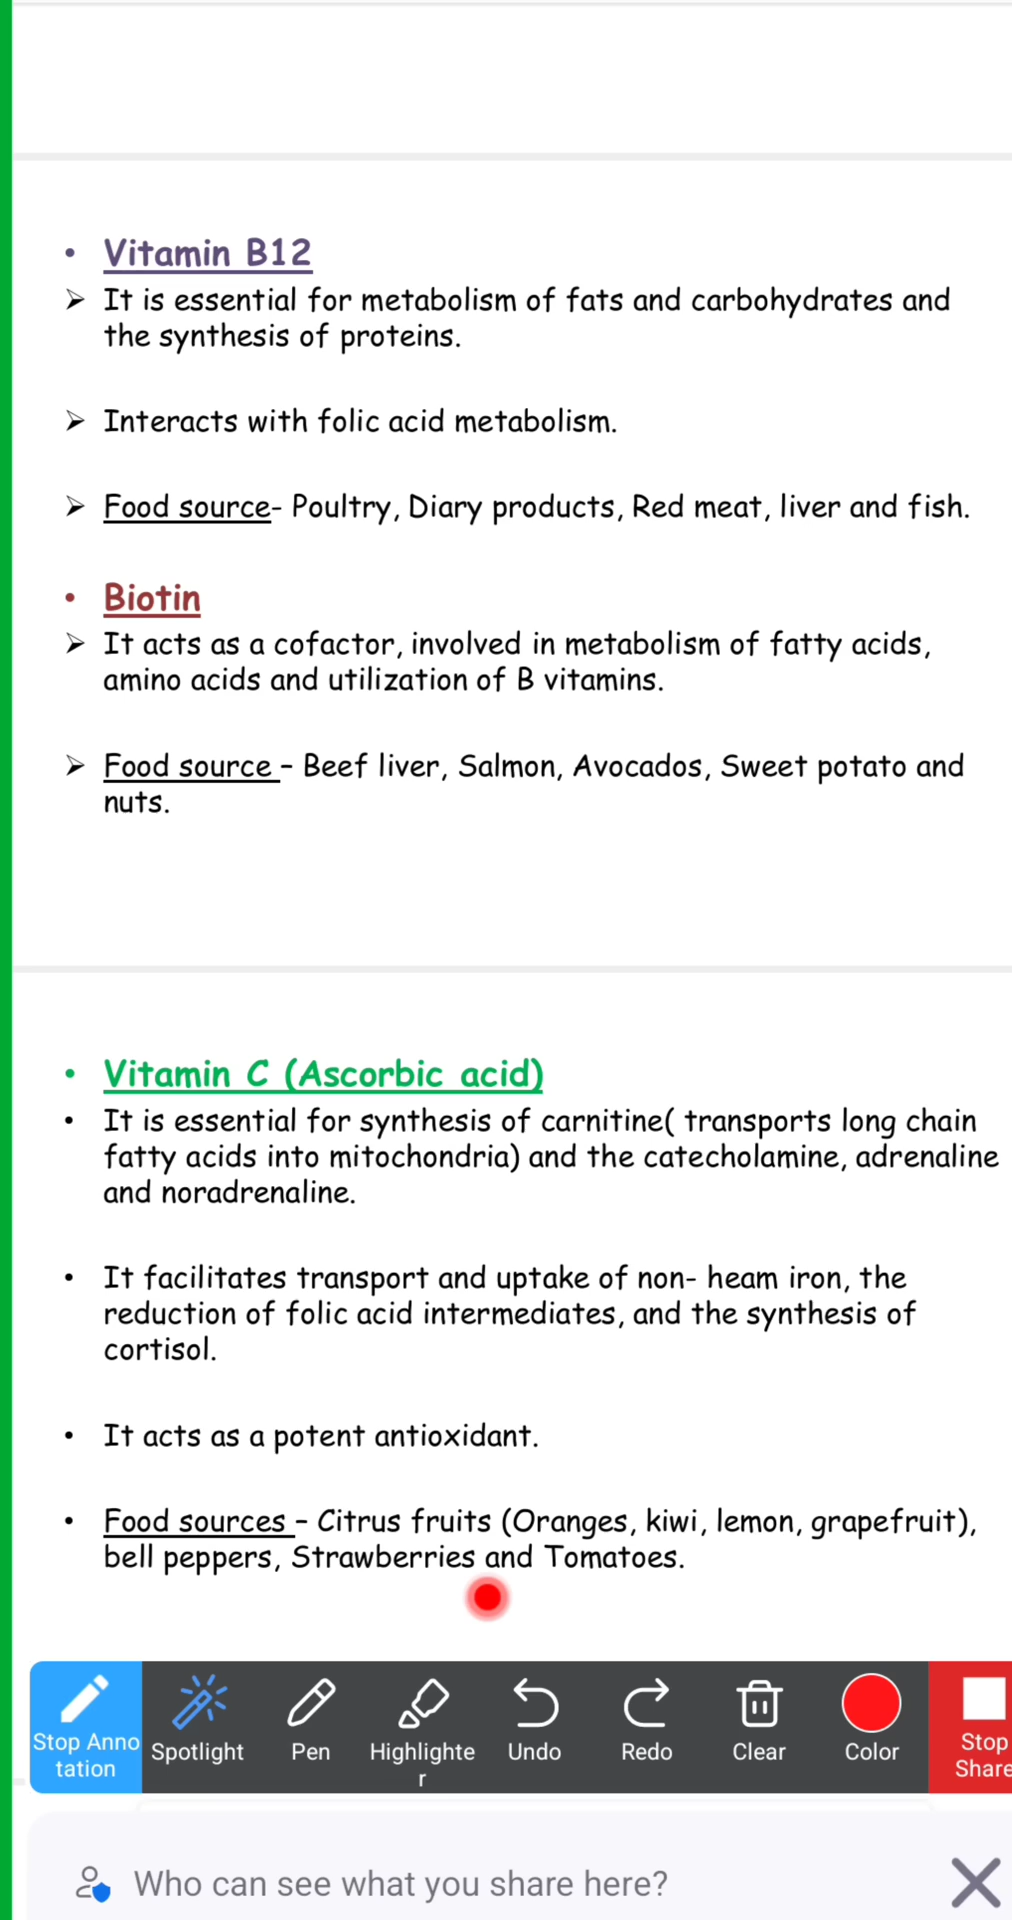 • Vitamin B12
➢ It is essential for metabolism of fats and carbohydrates and
the synthesis of proteins.
➢ Interacts with folic acid metabolism.
➢ Food source- Poultry, Diary products, Red meat, liver and fish.
• Biotin
➢ It acts as a cofactor, involved in metabolism of fatty acids,
amino acids and utilization of B vitamins.
➢ Food source – Beef liver, Salmon, Avocados, Sweet potato and
nuts.
• Vitamin C (Ascorbic acid)
• It is essential for synthesis of carnitine( transports long chain
fatty acids into mitochondria) and the catecholamine, adrenaline
and noradrenaline.
• It facilitates transport and uptake of non- heam iron, the
reduction of folic acid intermediates, and the synthesis of
cortisol.
• It acts as a potent antioxidant.
• Food sources – Citrus fruits (Oranges, kiwi, lemon, grapefruit),
bell peppers, Strawberries and Tomatoes.
Stop Anno
tation
Spotlight
Pen
Highlighte
r
Undo
Redo
Clear
Color
Stop
Share
Who can see what you share here?